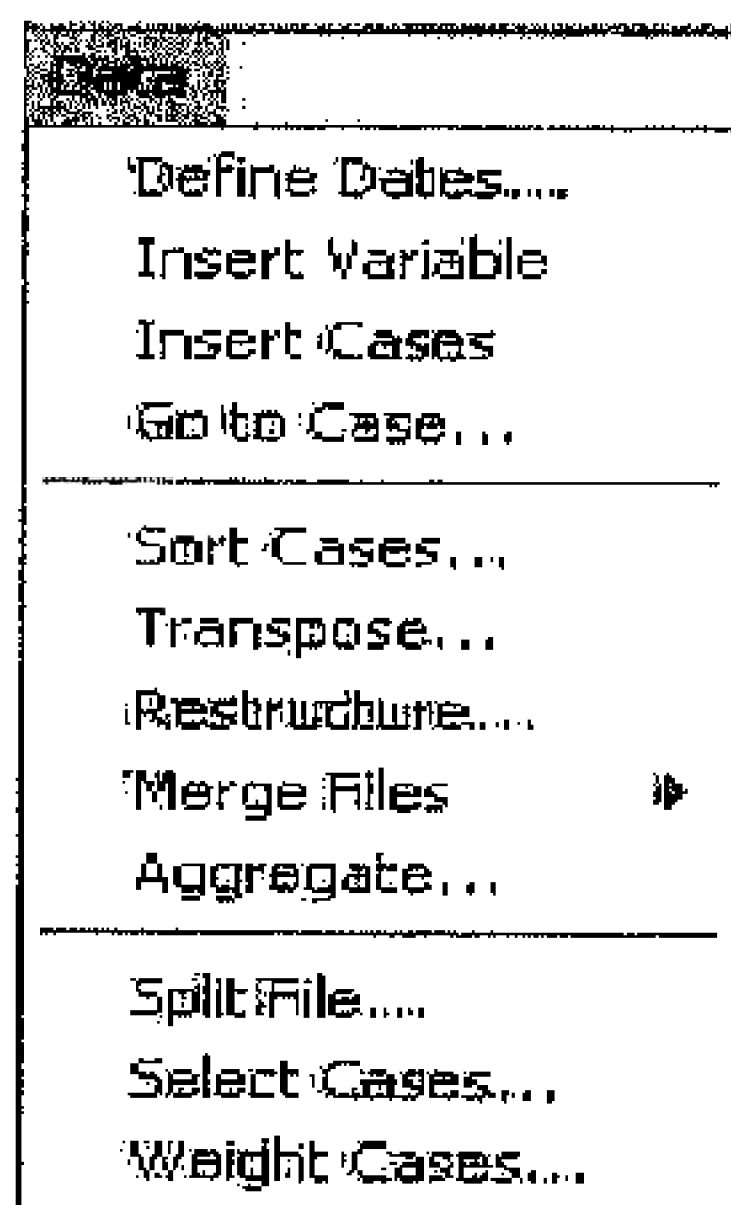 Data
Define Dates...
Insert Variable
Insert Cases
Go to Case...
Sort Cases...
Transpose...
Restructure...
Merge Files
Aggregate...
Split File...
Select Cases...
Weight Cases...